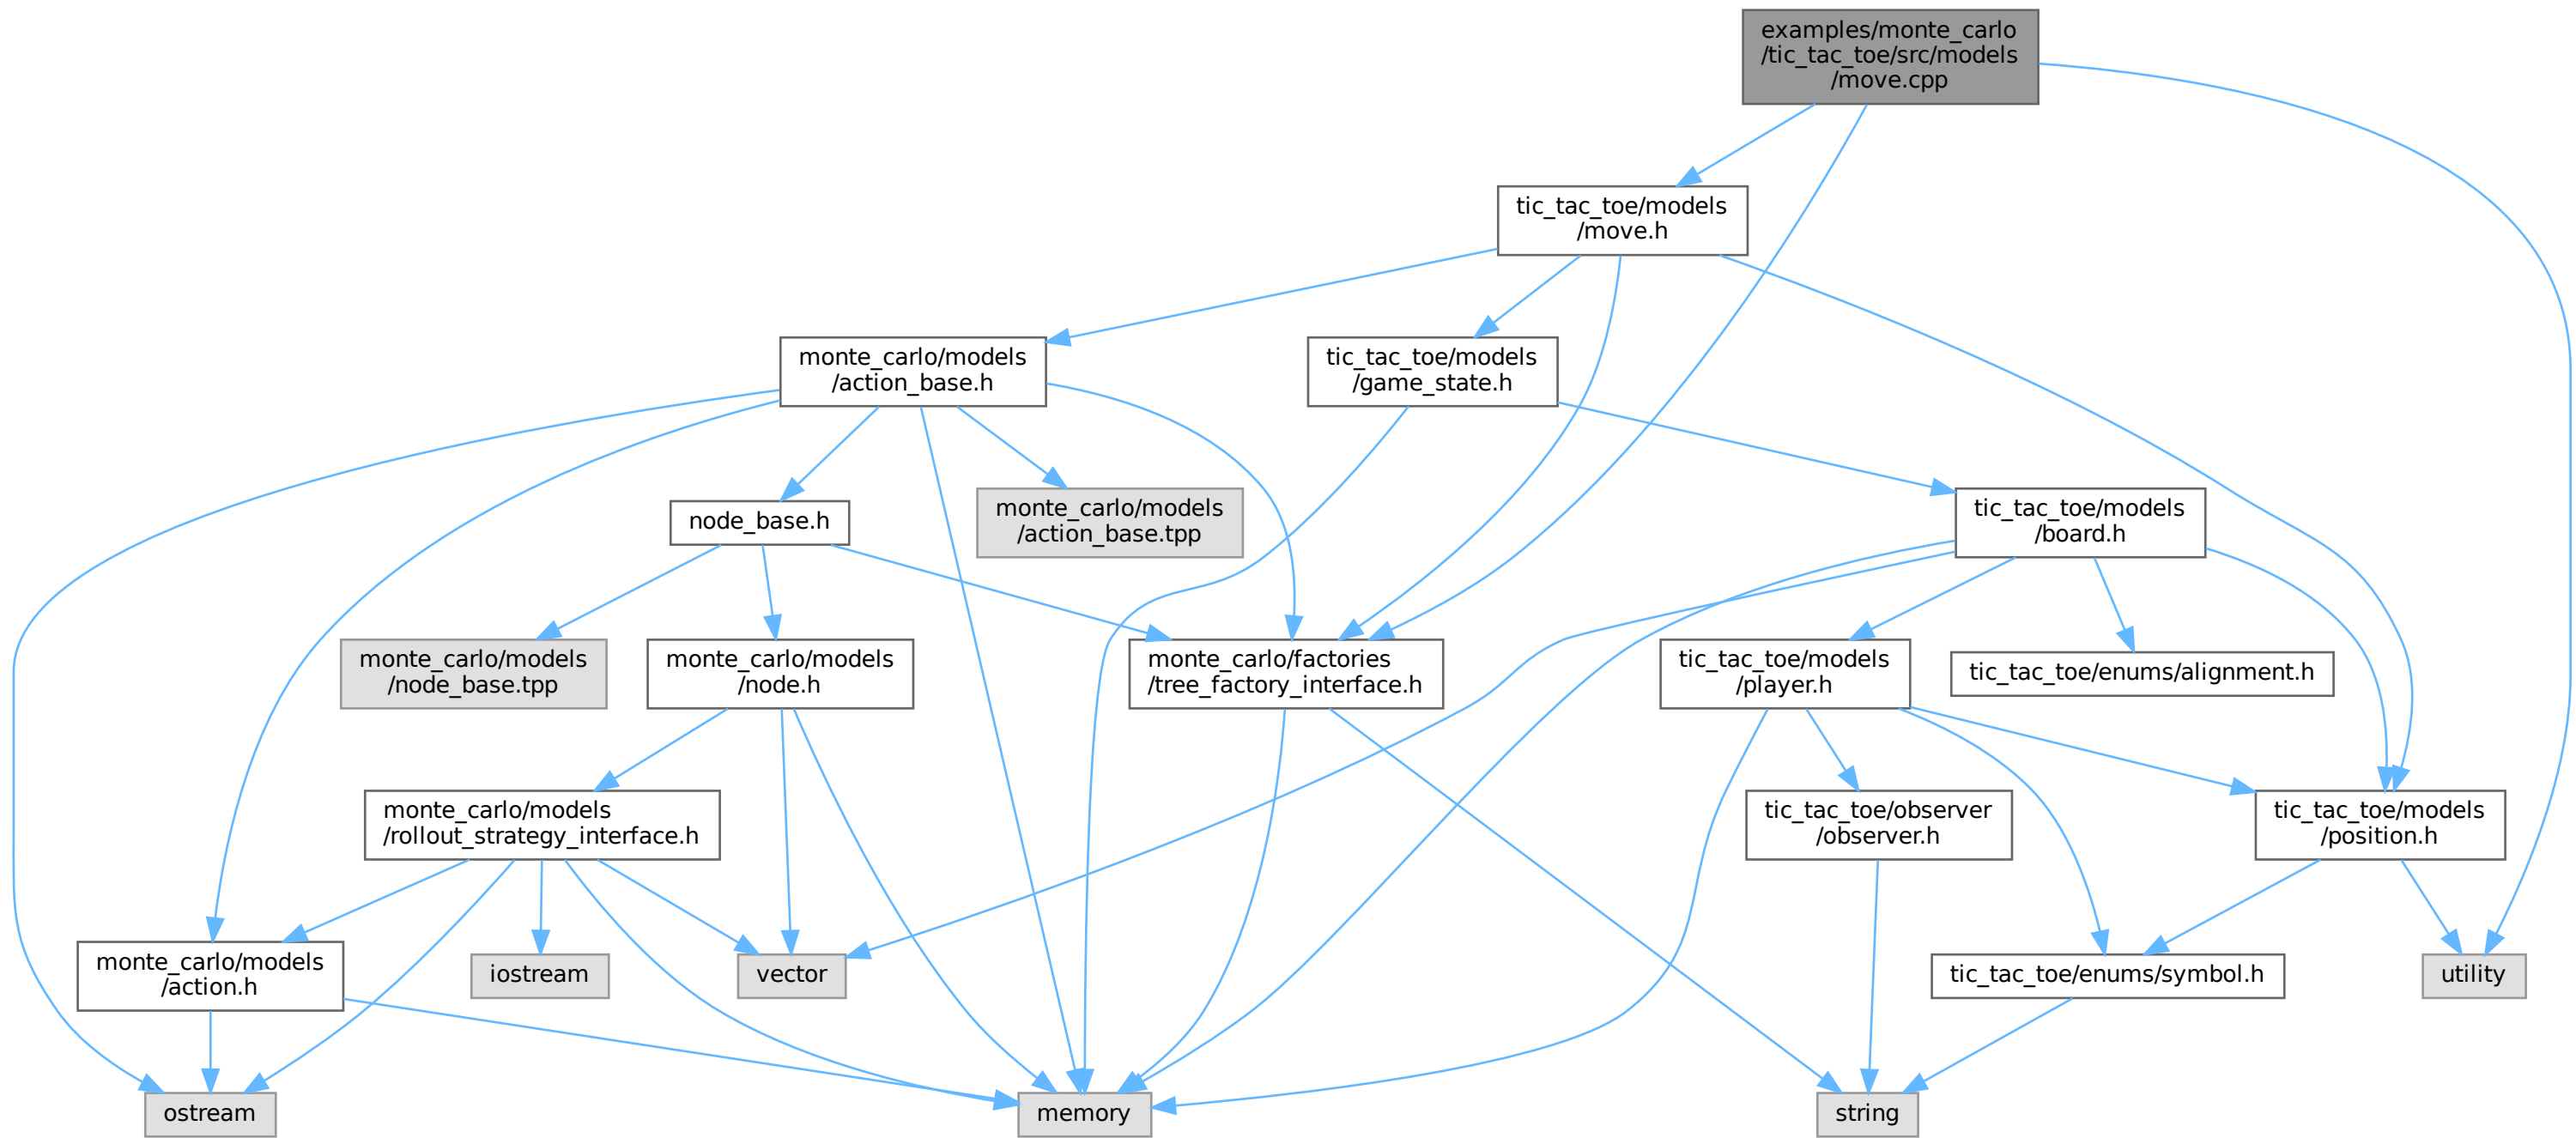 examples/monte_carlo
/tic_tac_toe/src/models
/move.cpp
tic_tac_toe/models
/move.h
monte_carlo/models
/action_base.h
tic_tac_toe/models
/game_state.h
node_base.h
monte_carlo/models
/action_base.tpp
tic_tac_toe/models
/board.h
monte_carlo/models
/node_base.tpp
monte_carlo/models
/node.h
monte_carlo/factories
/tree_factory_interface.h
tic_tac_toe/models
/player.h
tic_tac_toe/enums/alignment.h
monte_carlo/models
/rollout_strategy_interface.h
tic_tac_toe/observer
/observer.h
tic_tac_toe/models
/position.h
monte_carlo/models
/action.h
iostream
vector
tic_tac_toe/enums/symbol.h
utility
ostream
memory
string